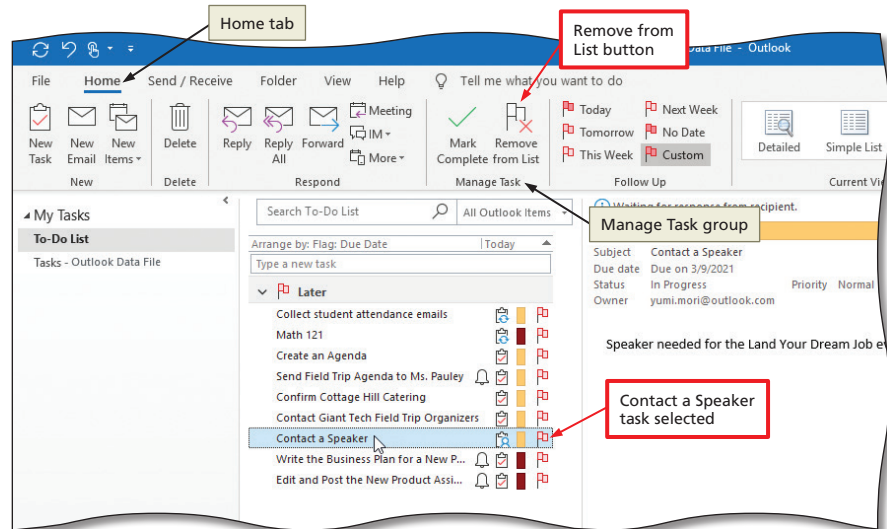 Home tab
Remove from
List button
Data File - Outlook
File Home Send / Receive Folder View Help Tell me what you want to do
New
Task
New
Email
New
Items
Delete
Reply
Reply
All
Forward
Meeting
IM
More
Mark
Complete
Remove
from List
Today
Tomorrow
This Week
Next Week
No Date
Custom
Detailed
Simple List
New Delete Respond Manage Task Follow Up Current
Manage Task group
My Tasks
To-Do List
Tasks - Outlook Data File
Search To-Do List All Outlook Items
Arrange by: Flag: Due Date Today
Type a new task
Later
Collect student attendance emails
Math 121
Create an Agenda
Send Field Trip Agenda to Ms. Pauley
Confirm Cottage Hill Catering
Contact Giant Tech Field Trip Organizers
Contact a Speaker
Write the Business Plan for a New P...
Edit and Post the New Product Assi...
Waiting for response from recipient.
Subject Contact a Speaker
Due date Due on 3/9/2021
Status In Progress Priority Normal
Owner yumi.mori@outlook.com
Speaker needed for the Land Your Dream Job
Contact a Speaker
task selected